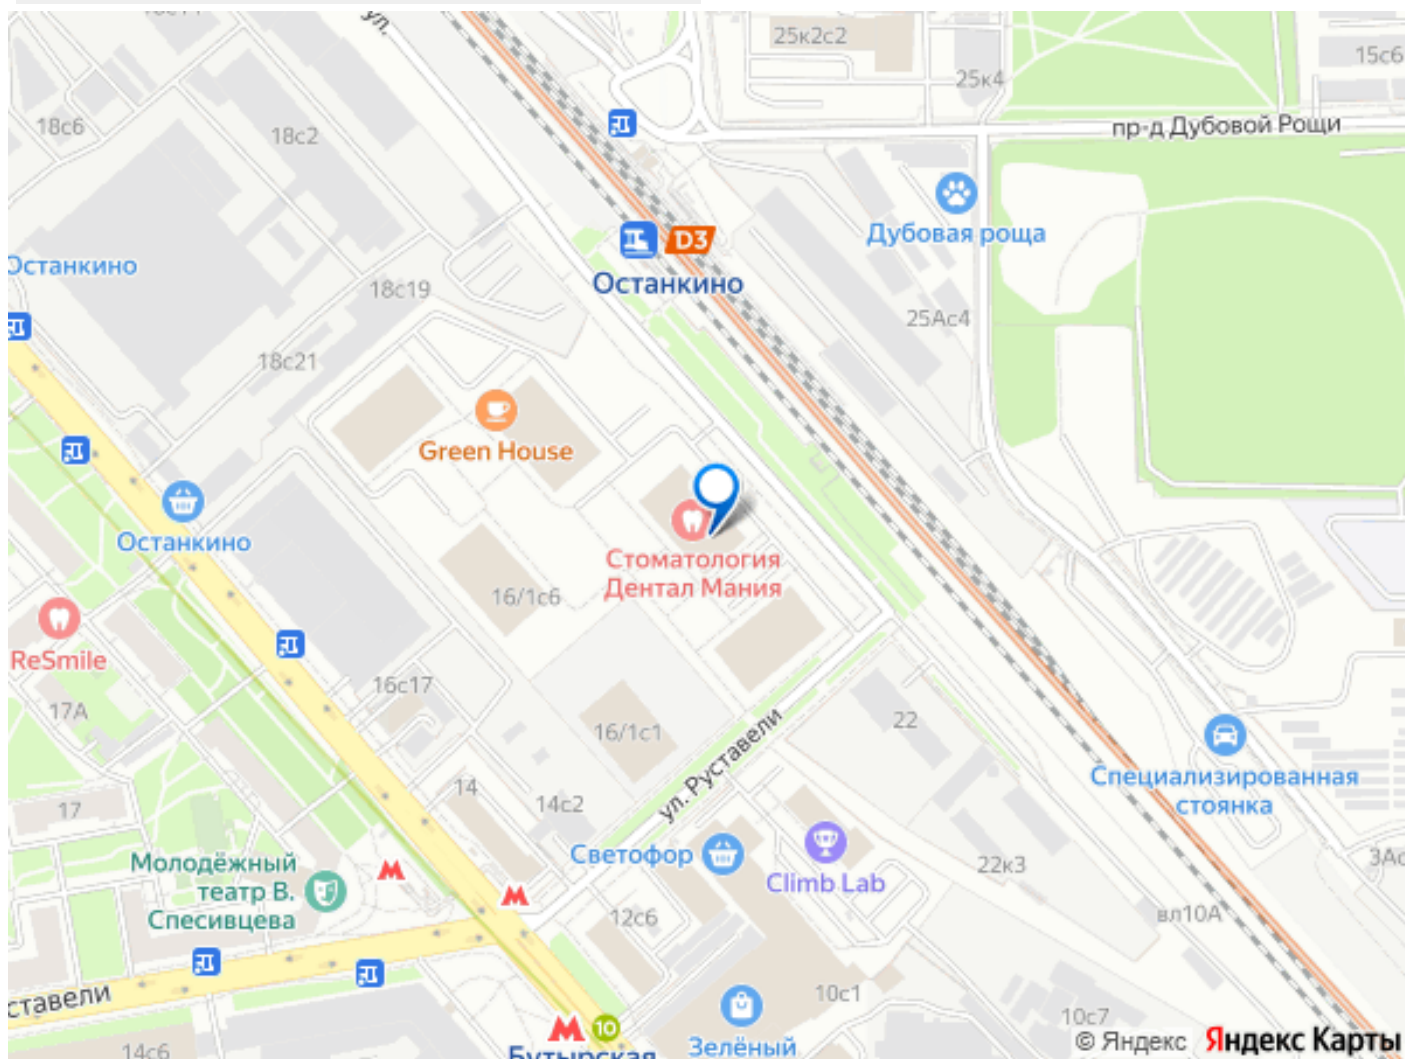 ул.
25к2с2
25к4
15с6
18с6
18с2
пр-д Дубовой Рощи
Дубовая роща
D3
Останкино
Останкино
18с19
25Ас4
18с21
Green House
Останкино
Стоматология
Дентал Мания
16/1с6
ReSmile
16с17
17А
16/1с1
ул. Руставели
22
Специализированная
стоянка
14
14с2
17
Светофор
Climb Lab
22к3
Молодёжный
театр В.
Спесивцева
12с6
вл10А
ставели
10с1
10с7
14с6
10
Бутырская
Зелёный
© Яндекс Яндекс Карты